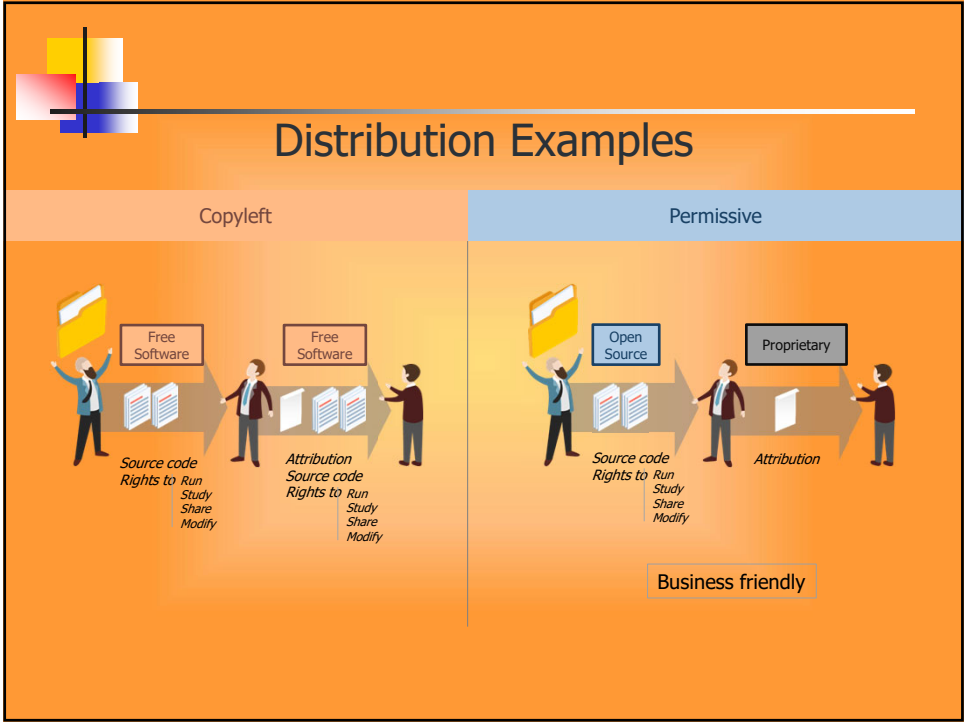 Distribution Examples
Copyleft
Permissive
Free
Software
Free
Software
Source code
Rights to Run
Study
Share
Modify
Attribution
Source code
Rights to Run
Study
Share
Modify
Open
Source
Proprietary
Source code
Rights to Run
Study
Share
Modify
Attribution
Business friendly